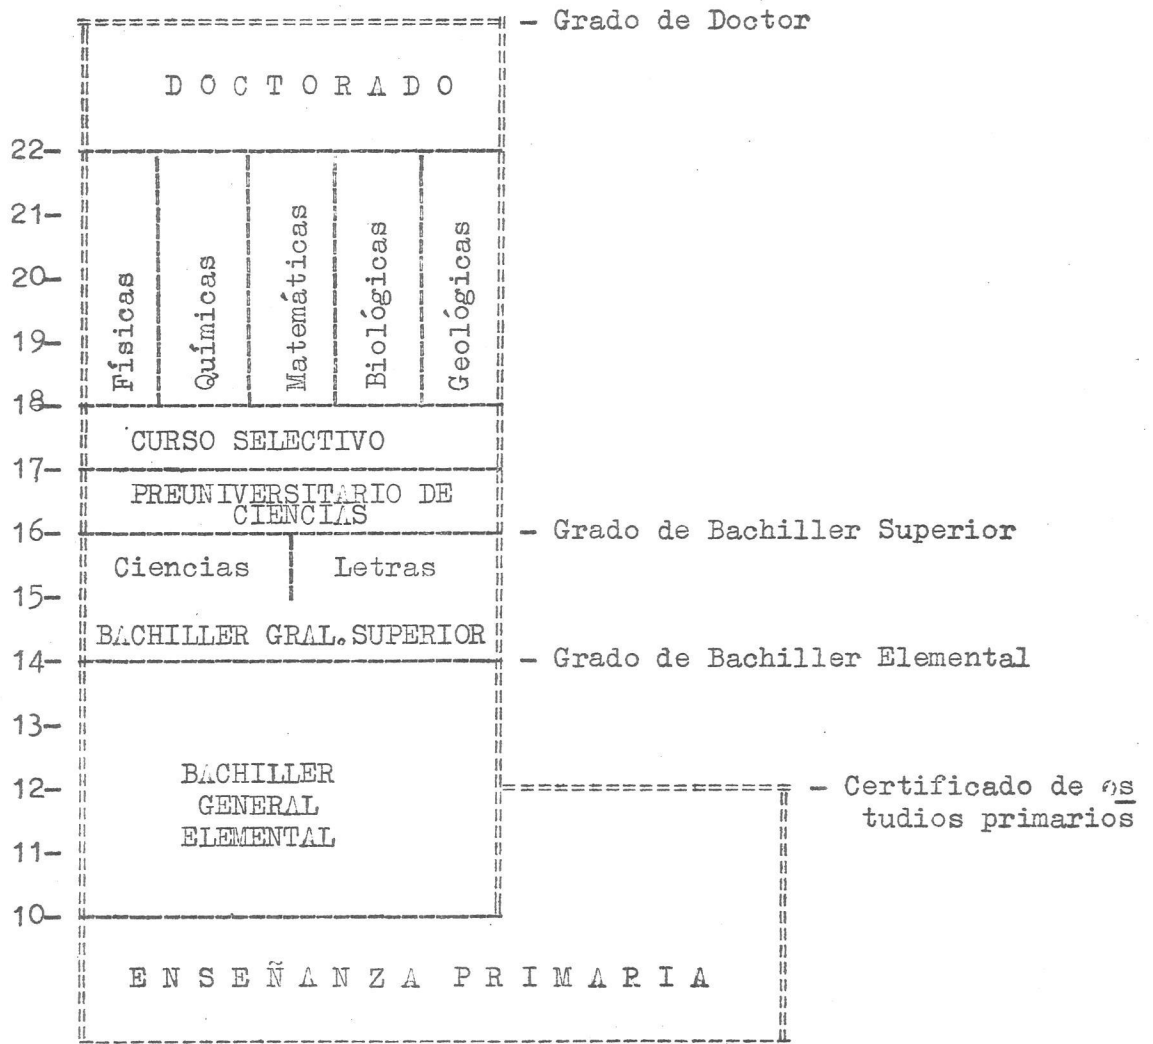 - Grado de Doctor
DOCTORADO
22-
21-
20-
19-
18-
Físicas
Químicas
Matemáticas
Biológicas
Geológicas
CURSO SELECTIVO
17-
PREUNIVERSITARIO DE
CIENCIAS
16-
- Grado de Bachiller Superior
Ciencias
Letras
15-
BACHILLER GRAL. SUPERIOR
14-
- Grado de Bachiller Elemental
13-
BACHILLER
12-
- Certificado de es
GENERAL
tudios primarios
ELEMENTAL
11-
10-
ENSEÑANZA PRIMARIA